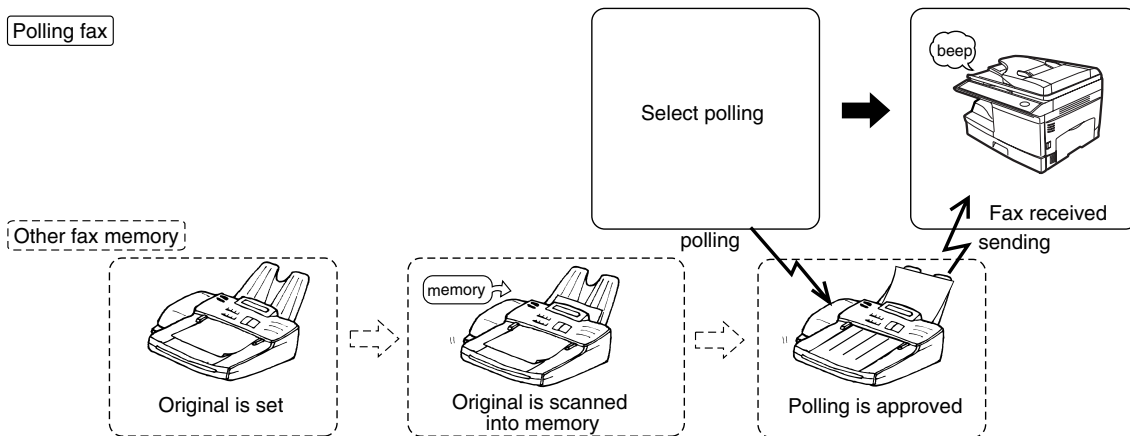 Polling fax
Select polling
beep
Fax received
Other fax memory
polling
sending
memory
Original is set
Original is scanned
into memory
Polling is approved